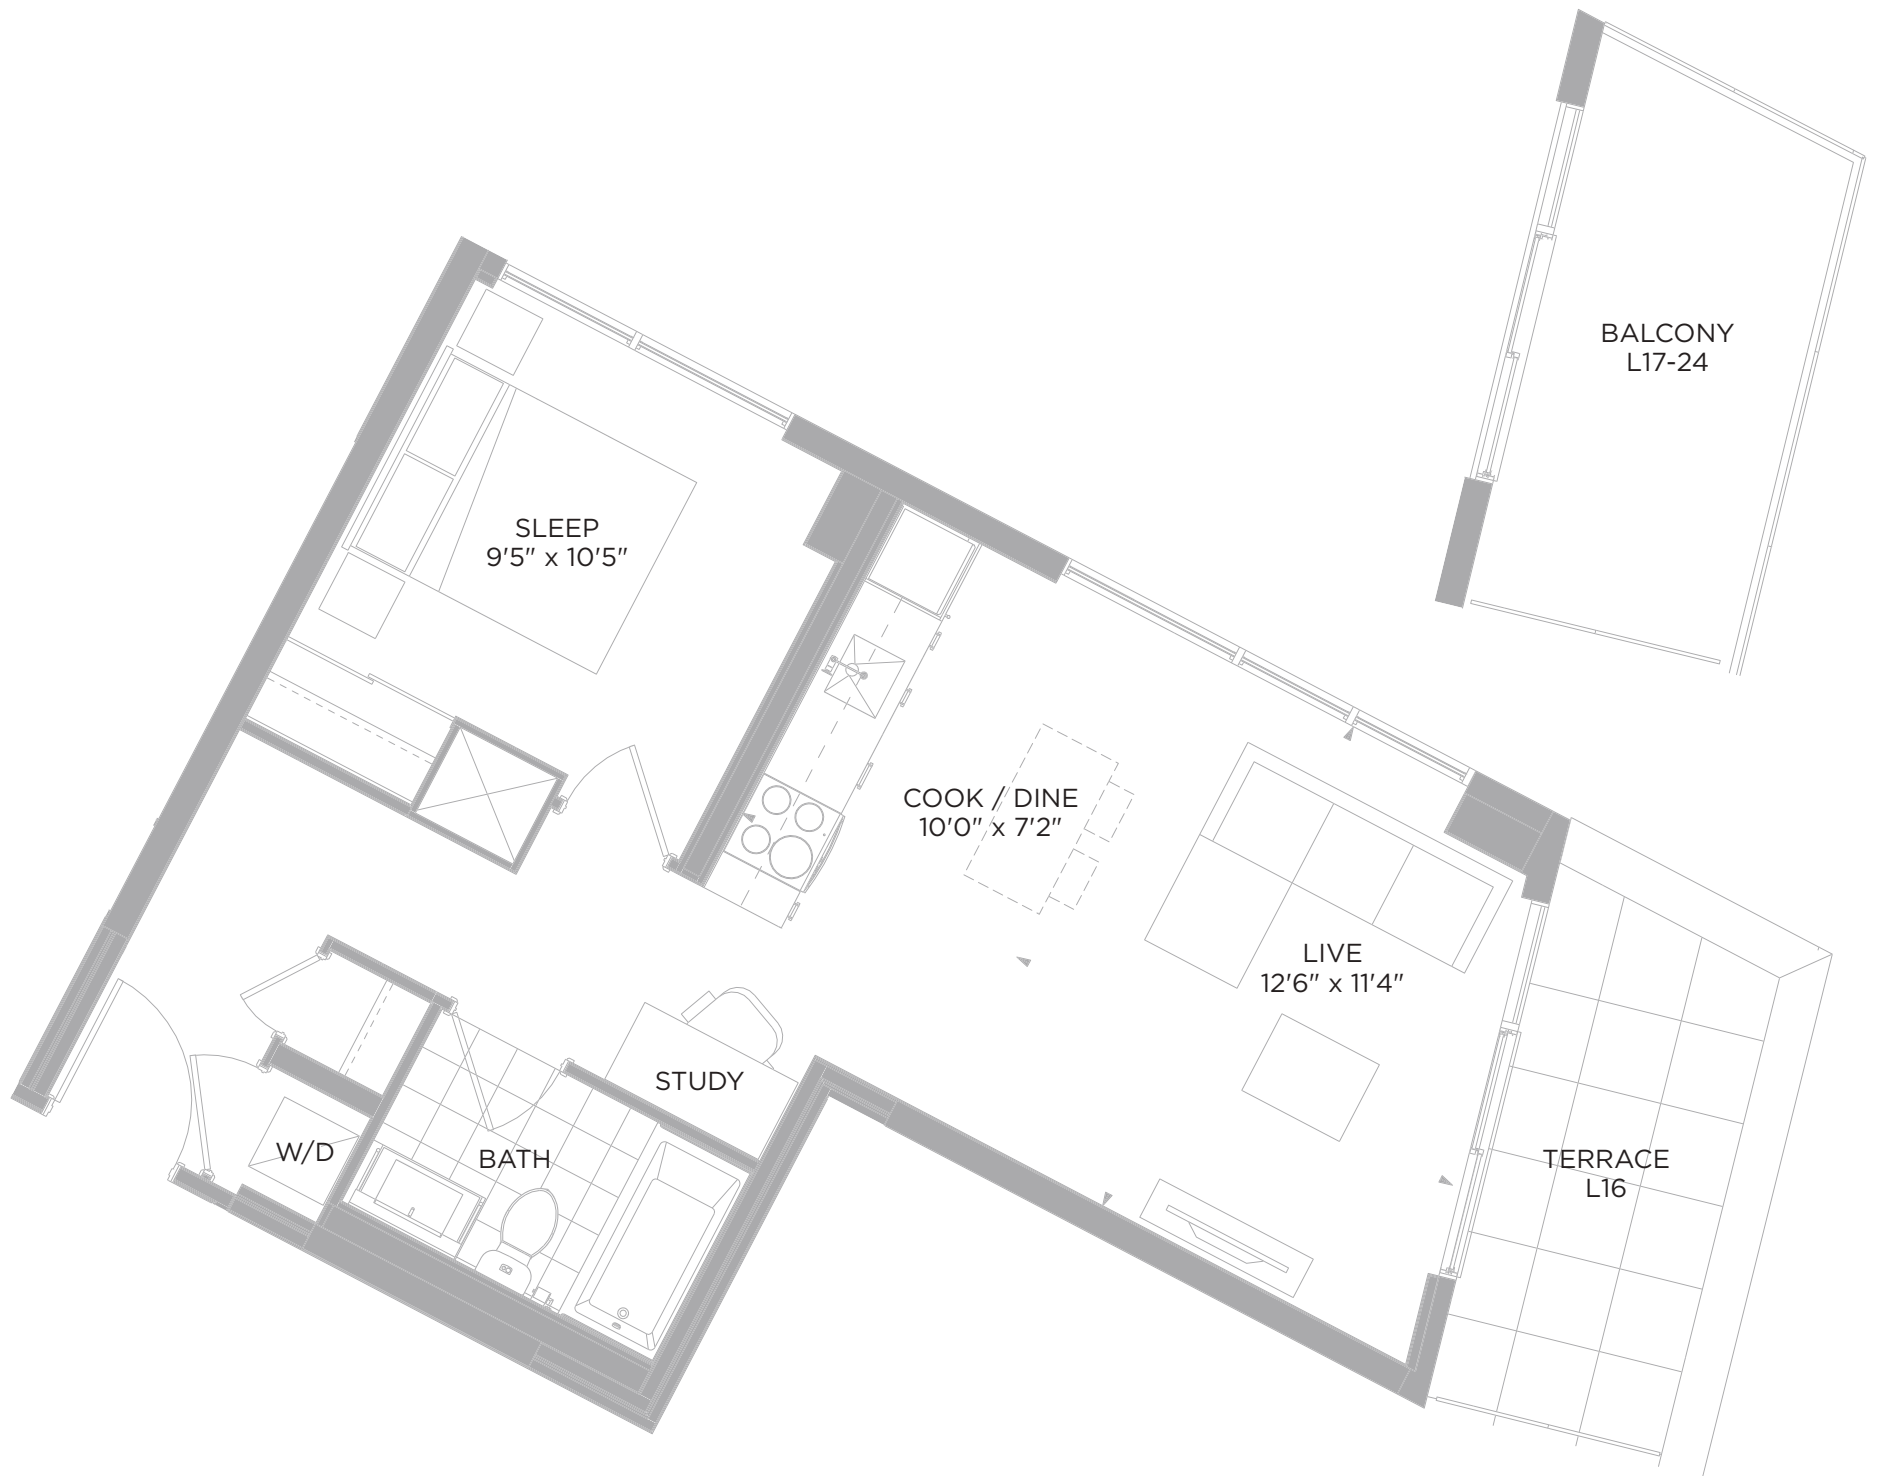 BALCONY
L17-24
SLEEP
9'5" x 10'5"
COOK / DINE
10'0" x 7'2"
LIVE
12'6" x 11'4"
STUDY
W/D
BATH
TERRACE
L16